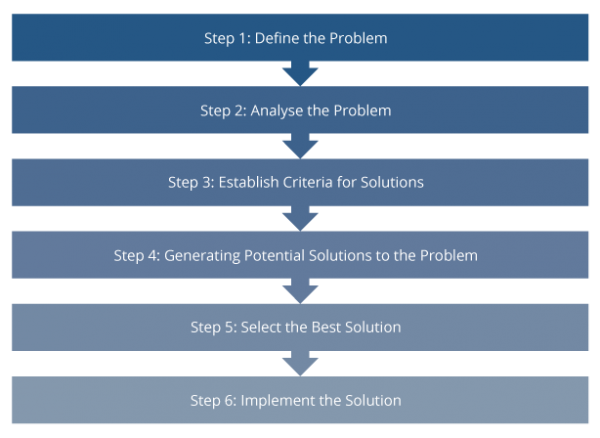 Step 1: Define the Problem
Step 2: Analyse the Problem
Step 3: Establish Criteria for Solutions
Step 4: Generating Potential Solutions to the Problem
Step 5: Select the Best Solution
Step 6: Implement the Solution